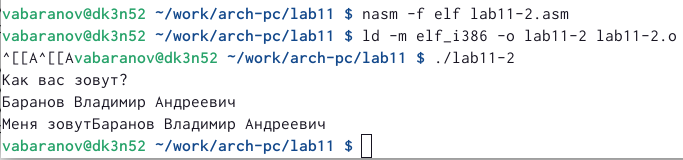 vabaranov@dk3n52 ~/work/arch-pc/lab11 $ nasm -f elf lab11-2.asm
vabaranov@dk3n52 ~/work/arch-pc/lab11 $ ld -m elf_i386 -o lab11-2 lab11-2.o
^[[A^[[Avabaranov@dk3n52 ~/work/arch-pc/lab11 $ ./lab11-2
Как вас зовут?
Баранов Владимир Андреевич
Меня зовутБаранов Владимир Андреевич
vabaranov@dk3n52 ~/work/arch-pc/lab11 $